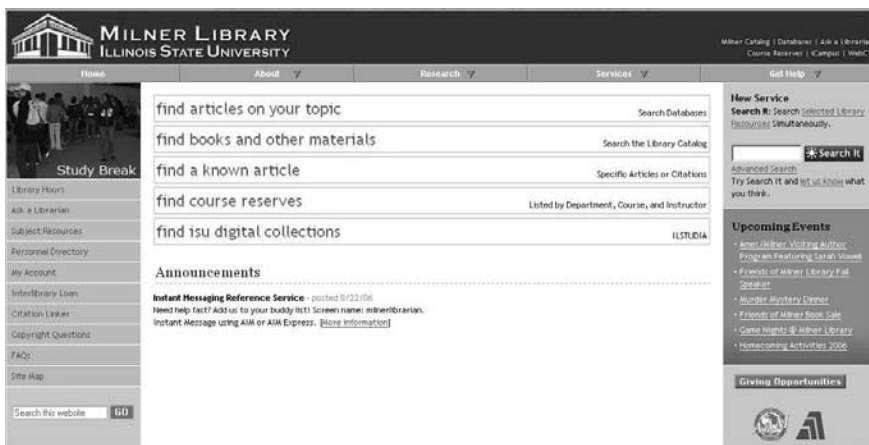 MILNER LIBRARY
ILLINOIS STATE UNIVERSITY
Milner Catalog | Databases | Ask a Librarian
Course Reserves | iCampus | WebCT
Home About Research Services Get Help
Study Break
Library Hours
Ask a Librarian
Subject Resources
Personnel Directory
My Account
Interlibrary Loan
Citation Linker
Copyright Questions
FAQs
Site Map
Search this website GO
find articles on your topic Search Databases
find books and other materials Search the Library Catalog
find a known article Specific Articles or Citations
find course reserves Listed by Department, Course, and Instructor
find isu digital collections ILSTUDIA
Announcements
Instant Messaging Reference Service - posted 8/22/06
Need help fast? Add us to your buddy list! Screen name: milnerlibrarian.
Instant Message using AIM or AIM Express. [More Information]
New Service
Search It: Search Selected Library
Resources Simultaneously.
Search It
Advanced Search
Try Search It and let us know what
you think.
Upcoming Events
• Ames/Milner Visiting Author
Program Featuring Sarah Vowell
• Friends of Milner Library Fall
Speaker
• Murder Mystery Dinner
• Friends of Milner Book Sale
• Game Nights @ Milner Library
• Homecoming Activities 2006
Giving Opportunities